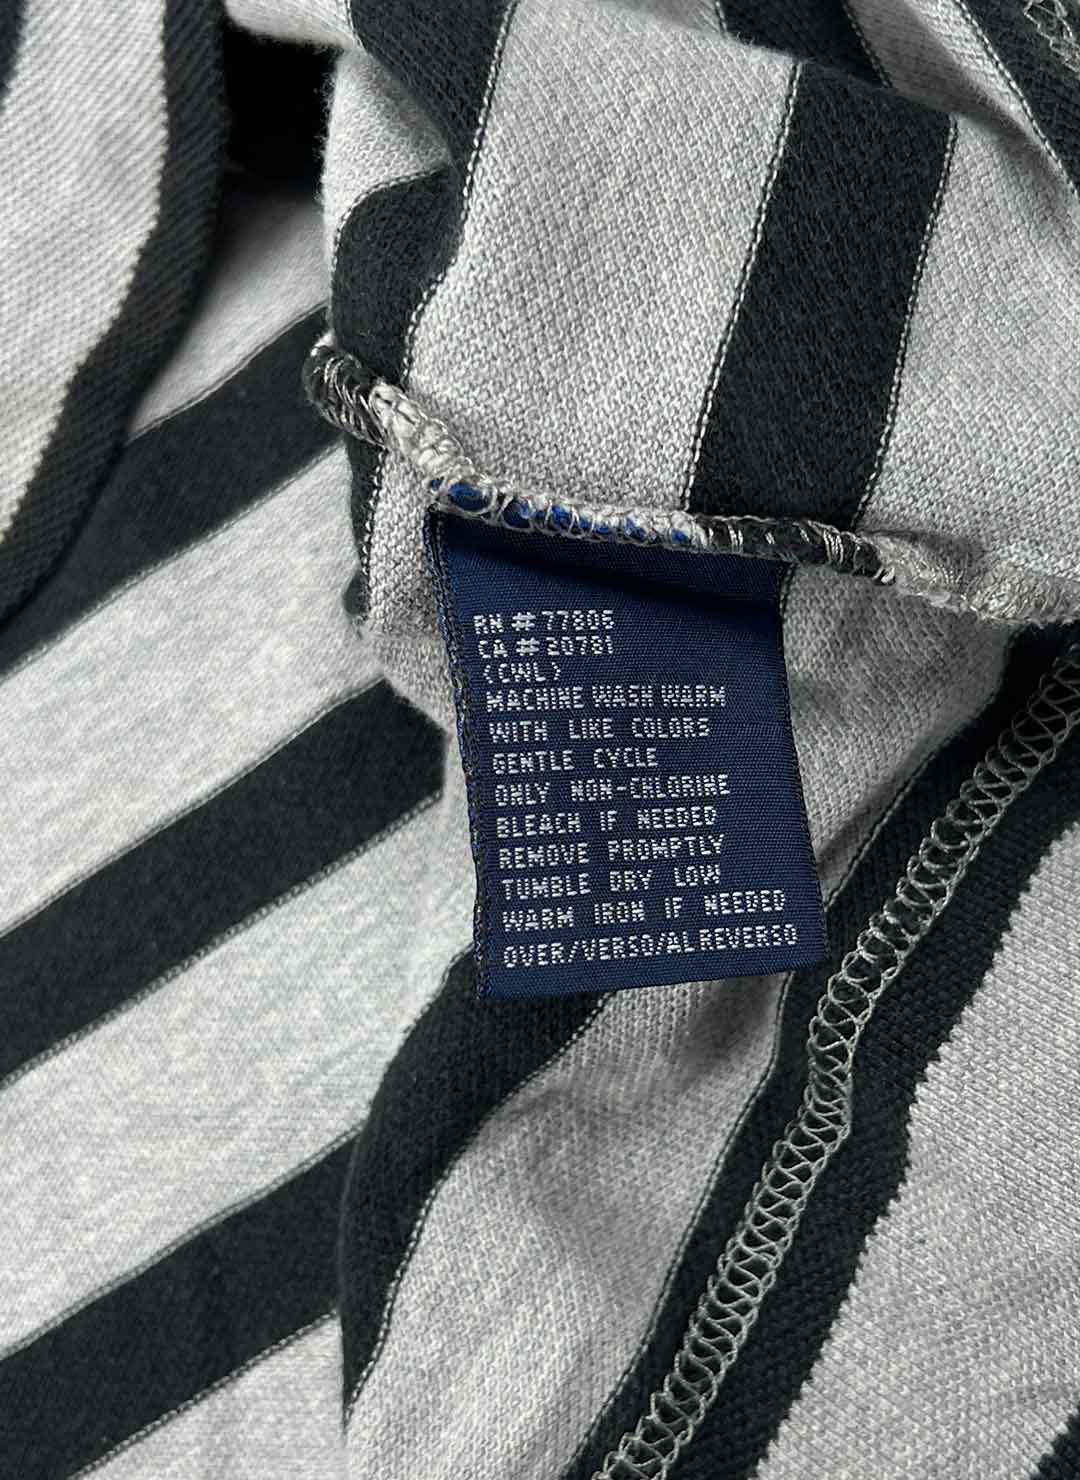 RN # 77806
CA # 20781
(CWL)
MACHINE WASH WARM
WITH LIKE COLORS
GENTLE CYCLE
ONLY NON-CHLORINE
BLEACH IF NEEDED
REMOVE PROMPTLY
TUMBLE DRY LOW
WARM IRON IF NEEDED
OVER/VERSO/AL REVERSO